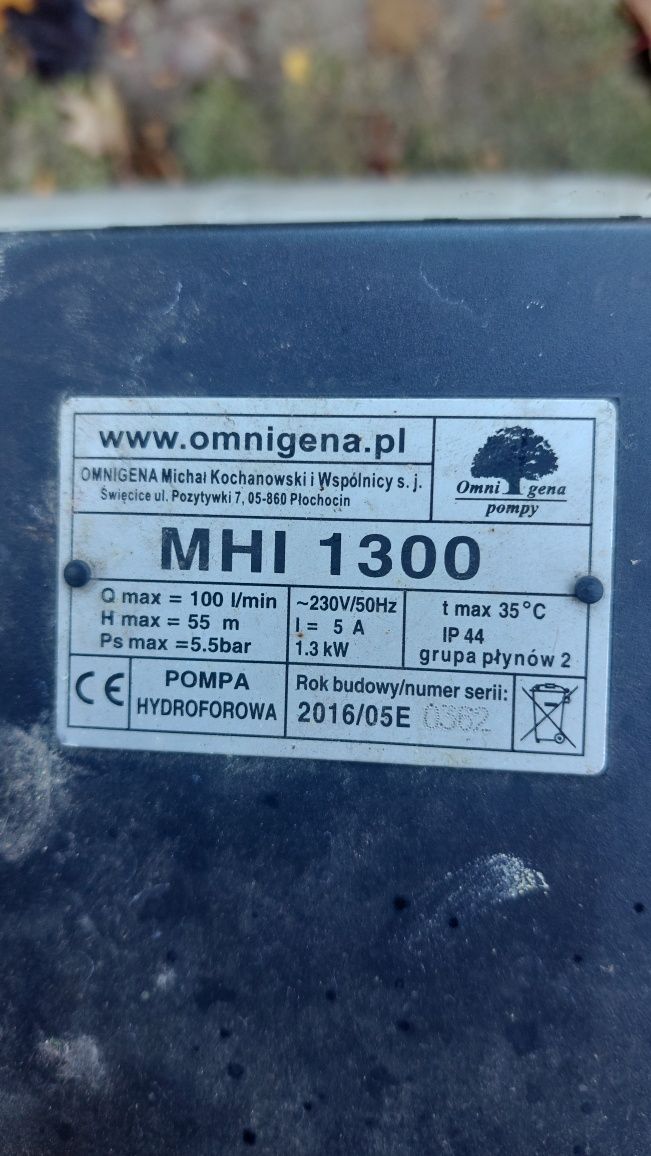 www.omnigena.pl
OMNIGENA Michał Kochanowski i Wspólnicy s. j.
Święcice ul. Pozytywki 7, 05-860 Płochocin
Omni gena
pompy
MHI 1300
Q max = 100 l/min
H max = 55 m
Ps max =5.5bar
~230V/50Hz
I = 5 A
1.3 kW
t max 35°C
IP 44
grupa płynów 2
CE
POMPA
HYDROFOROWA
Rok budowy/numer serii:
2016/05E 0362